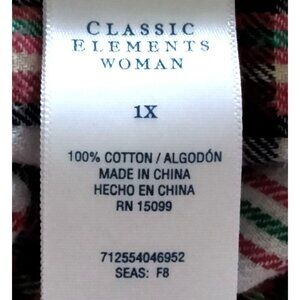 CLASSIC
ELEMENTS
WOMAN
1X
100% COTTON / ALGODÓN
MADE IN CHINA
HECHO EN CHINA
RN 15099
712554046952
SEAS: F8